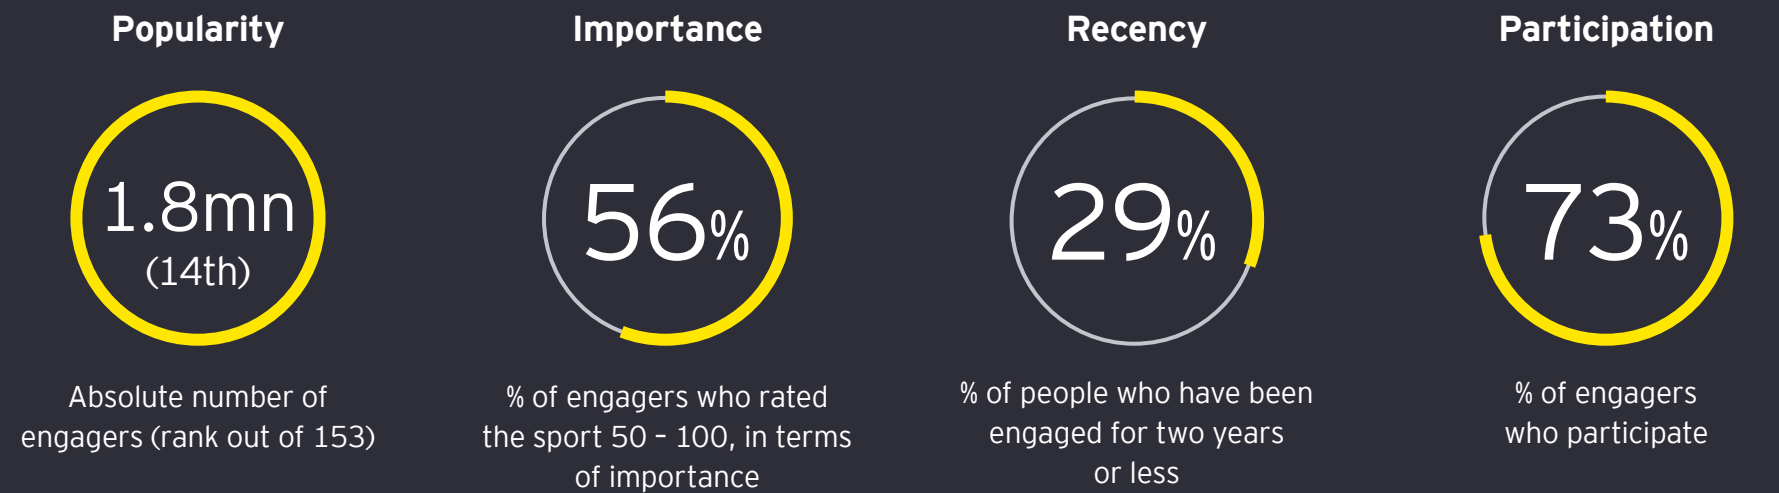 Popularity
1.8mn
(14th)
Absolute number of
engagers (rank out of 153)
Importance
56%
% of engagers who rated
the sport 50 – 100, in terms
of importance
Recency
29%
% of people who have been
engaged for two years
or less
Participation
73%
% of engagers
who participate